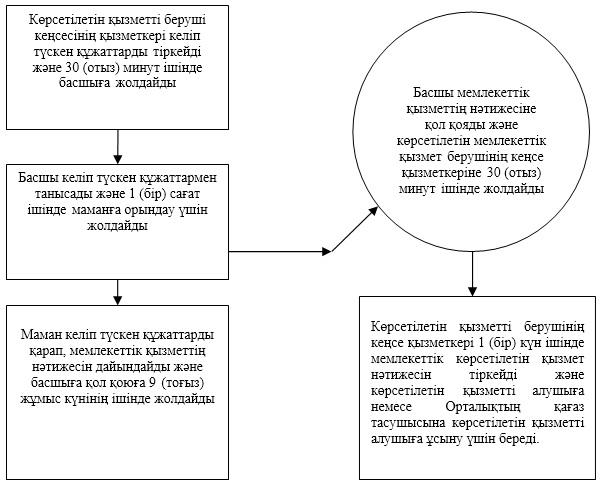 Көрсетілетін қызметті беруші
кеңсесінің қызметкері келіп
түскен құжаттарды тіркейді
және 30 (отыз) минут ішінде
басшыға жолдайды
Басшы келіп түскен құжаттармен
танысады және 1 (бір) сағат
ішінде маманға орындау үшін
жолдайды
Маман келіп түскен құжаттарды
қарап, мемлекеттік қызметтің
нәтижесін дайындайды және
басшыға қол қоюға 9 (тоғыз)
жұмыс күнінің ішінде жолдайды
Басшы мемлекеттік
қызметтің нәтижесіне
қол қояды және
көрсетілетін мемлекеттік
қызмет берушінің кеңсе
қызметкеріне 30 (отыз)
минут ішінде жолдайды
Көрсетілетін қызметті берушінің
кеңсе қызметкері 1 (бір) күн ішінде
мемлекеттік көрсетілетін қызмет
нәтижесін тіркейді және
көрсетілетін қызметті алушыға
немесе Орталықтың қағаз
тасушысына көрсетілетін қызметті
алушыға ұсыну үшін береді.